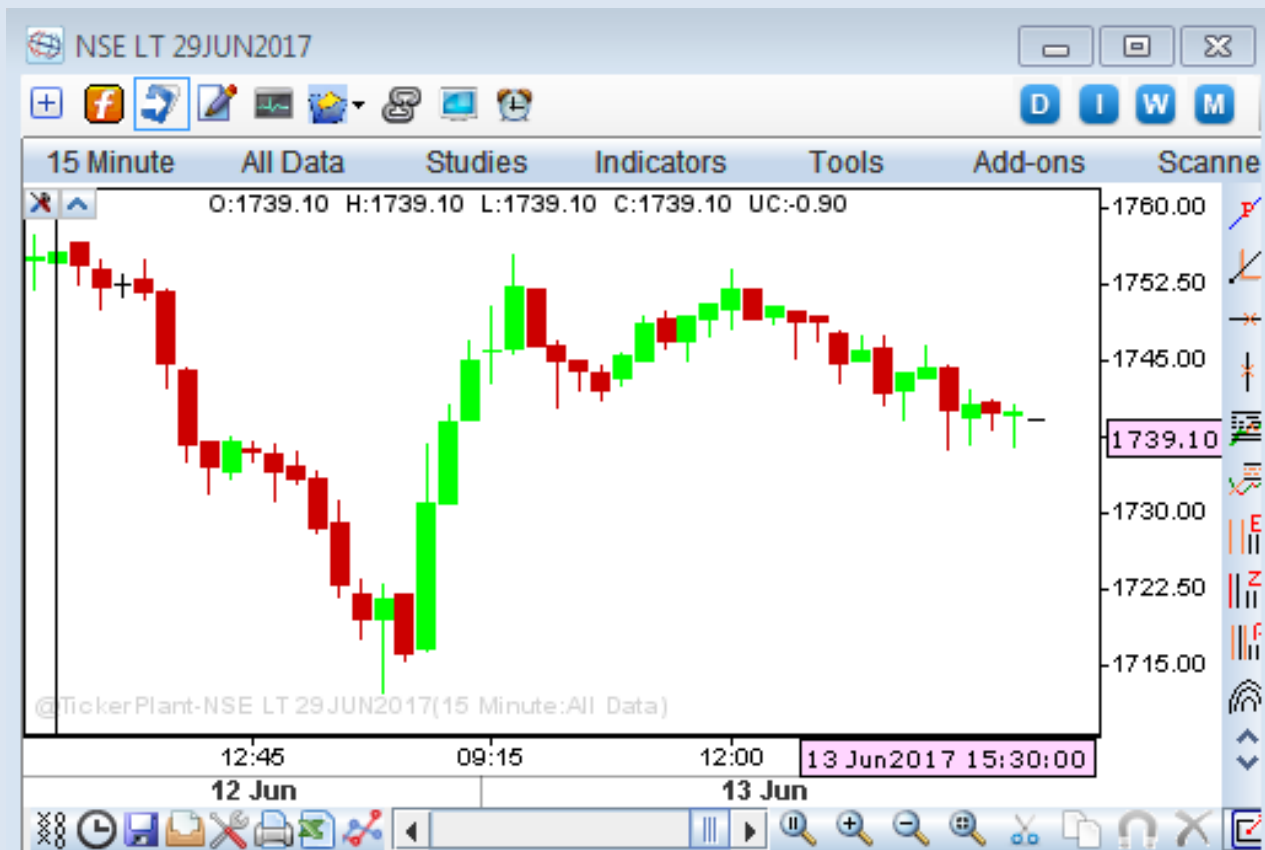 NSE LT 29JUN2017
D I W M
15 Minute All Data Studies Indicators Tools Add-ons Scanne
O:1739.10 H:1739.10 L:1739.10 C:1739.10 UC:-0.90
1760.00
1752.50
1745.00
1739.10
1730.00
1722.50
1715.00
@TickerPlant-NSE LT 29JUN2017(15 Minute:All Data)
12:45 09:15 12:00 13 Jun2017 15:30:00
12 Jun 13 Jun